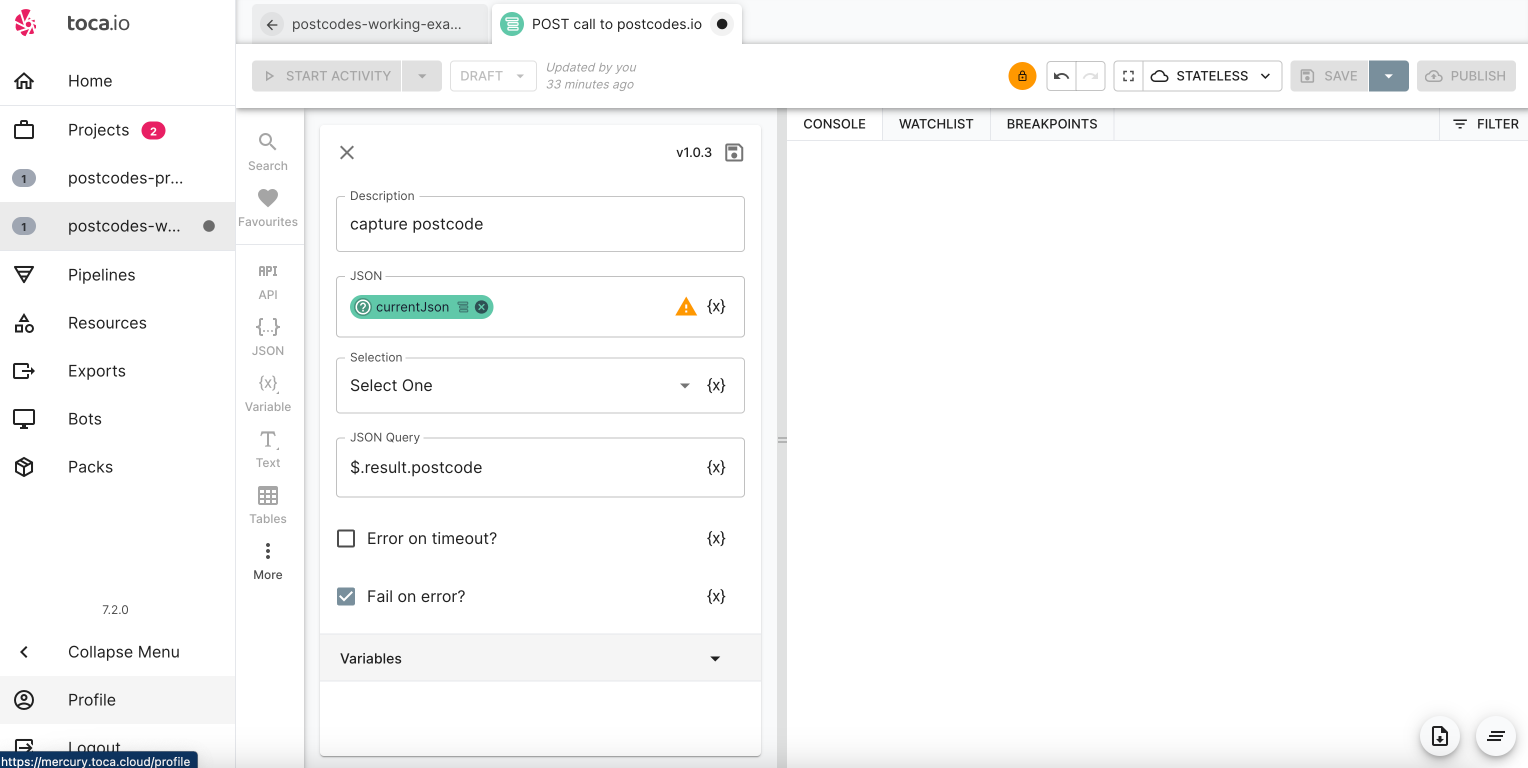 toca.io
postcodes-working-exa...
POST call to postcodes.io
START ACTIVITY
DRAFT
Updated by you
33 minutes ago
STATELESS
SAVE
PUBLISH
Home
Projects
2
1
postcodes-pr...
1
postcodes-w...
Pipelines
Resources
Exports
Bots
Packs
7.2.0
Collapse Menu
Profile
Logout
https://mercury.toca.cloud/profile
Search
Favourites
API
API
{...}
JSON
{x}
Variable
T
Text
Tables
More
v1.0.3
Description
capture postcode
JSON
currentJson
{x}
Selection
Select One
{x}
JSON Query
$.result.postcode
{x}
Error on timeout?
{x}
Fail on error?
{x}
Variables
CONSOLE
WATCHLIST
BREAKPOINTS
FILTER